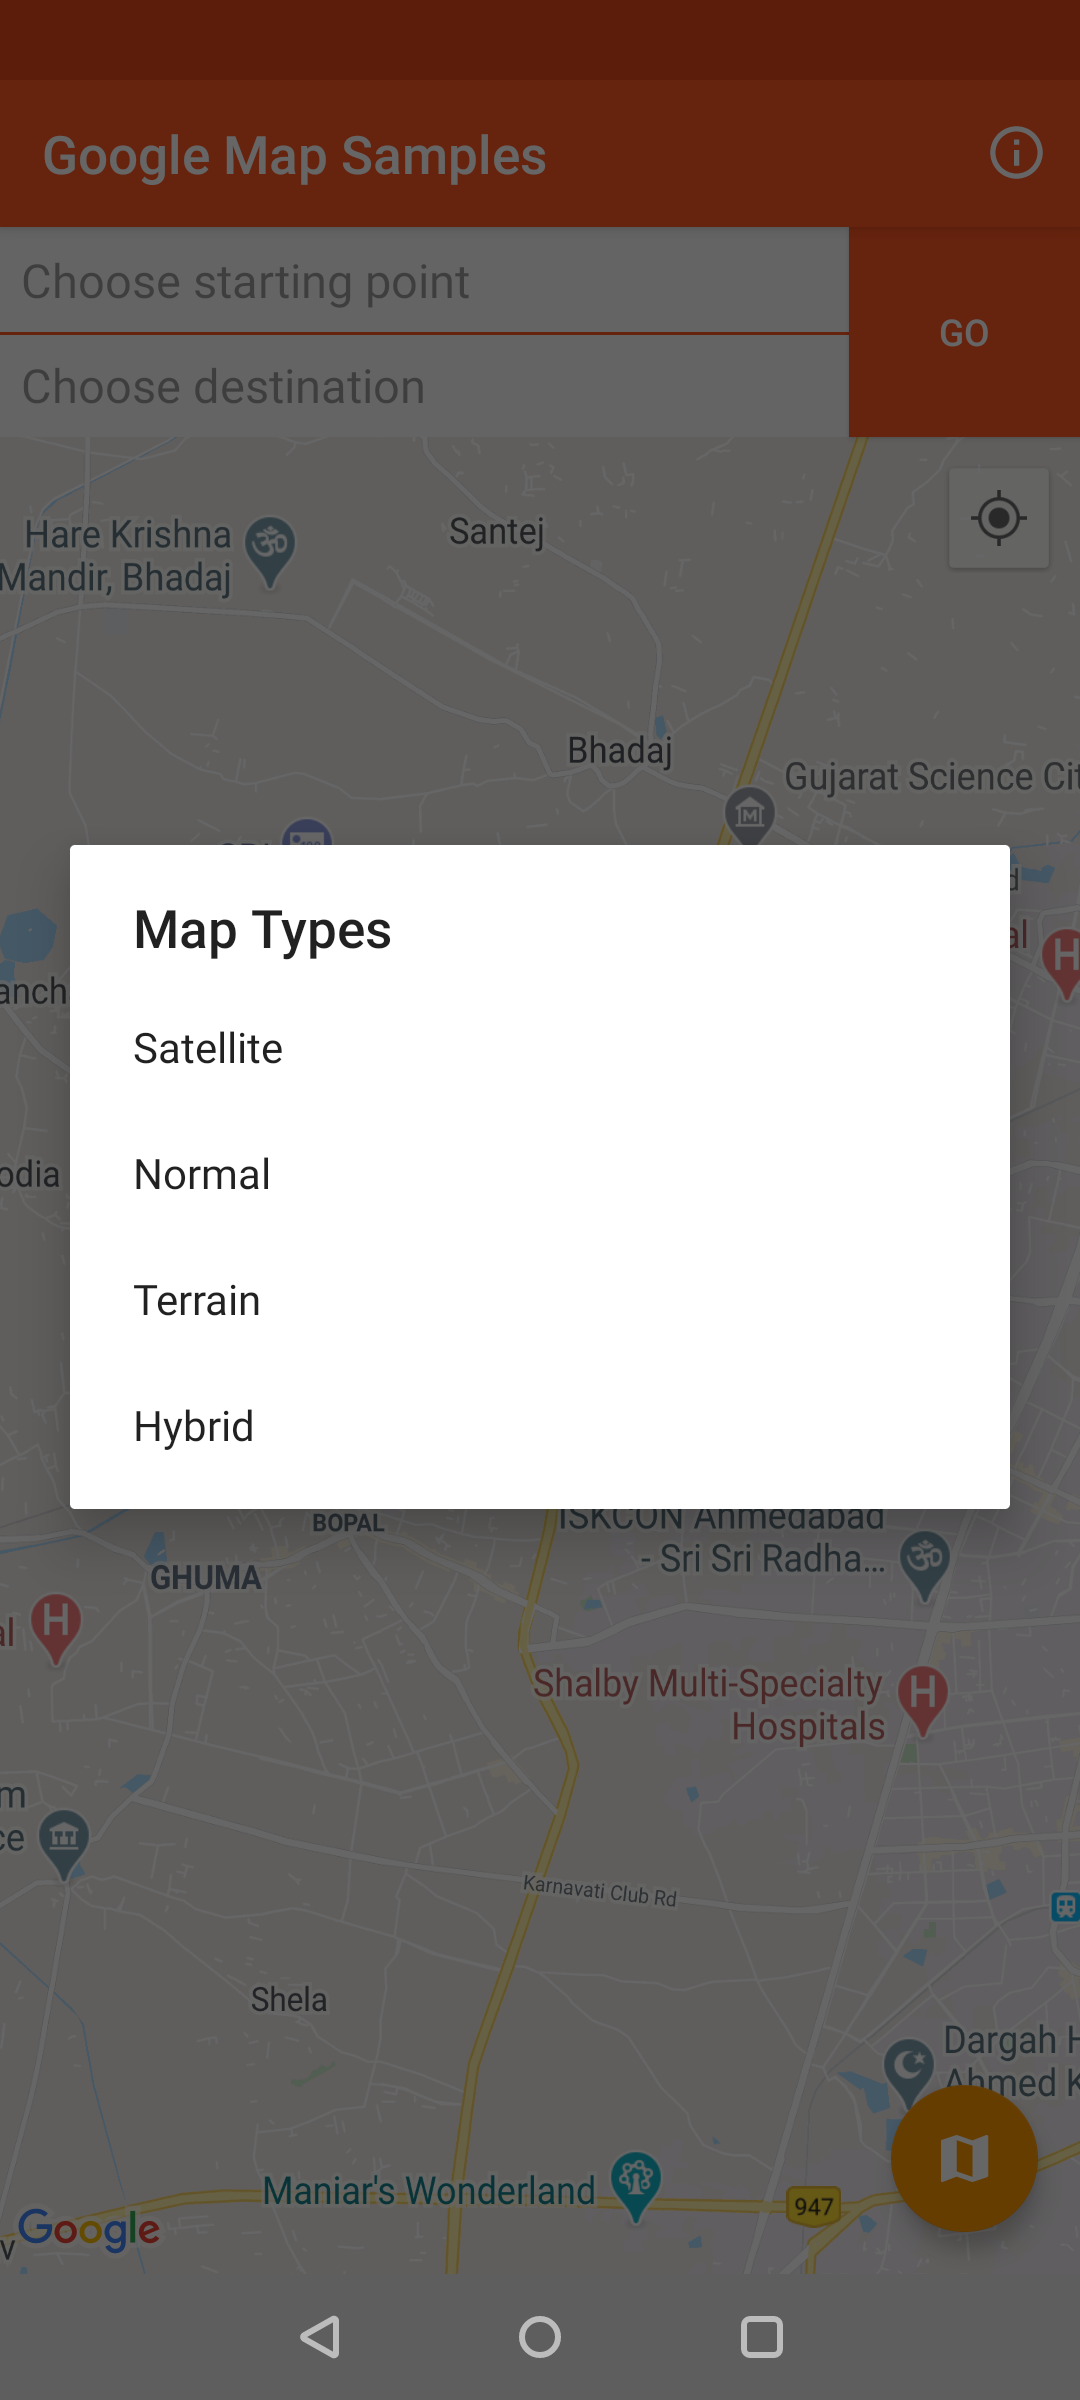 Google Map Samples
Choose starting point
GO
Choose destination
Hare Krishna
Mandir, Bhadaj
Santej
Bhadaj
Gujarat Science Cit
Map Types
Satellite
Normal
Terrain
Hybrid
BOPAL
GHUMA
ISKCON Ahmedabad
- Sri Sri Radha...
H
H
Shalby Multi-Specialty
Hospitals
Karnavati Club Rd
Shela
Dargah H
Ahmed K
Maniar's Wonderland
947
Google